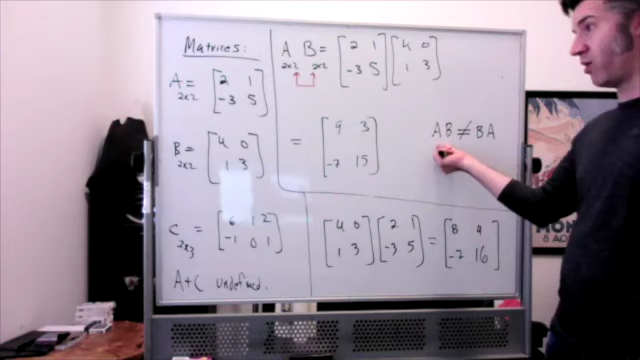 Matrices:
A = [2 1
2x2 -3 5]
B = [4 0
2x2 1 3]
C = [6 1 2
2x3 -1 0 1]
A+C undefined.
A B = [2 1 [4 0
2x2 2x2 -3 5] 1 3]
= [9 3
-7 15]
AB ≠ BA
[4 0 [2 1 = [8 4
1 3] -3 5] -7 16]
8 AO